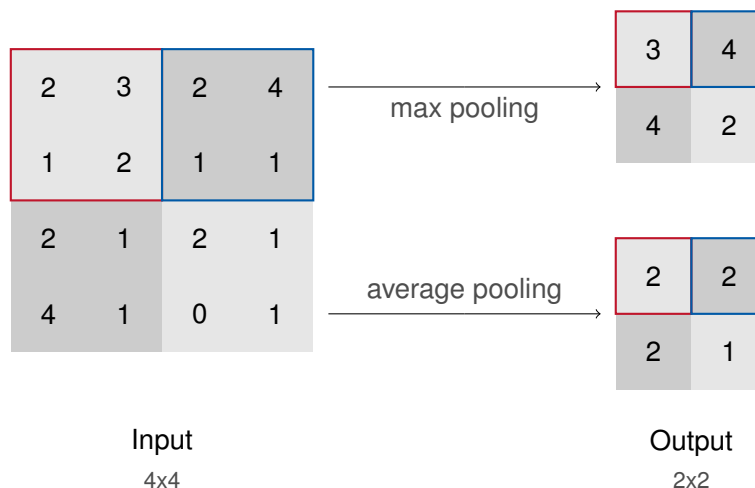 2 3 2 4
1 2 1 1
2 1 2 1
4 1 0 1
max pooling
3 4
4 2
average pooling
2 2
2 1
Input
4x4
Output
2x2